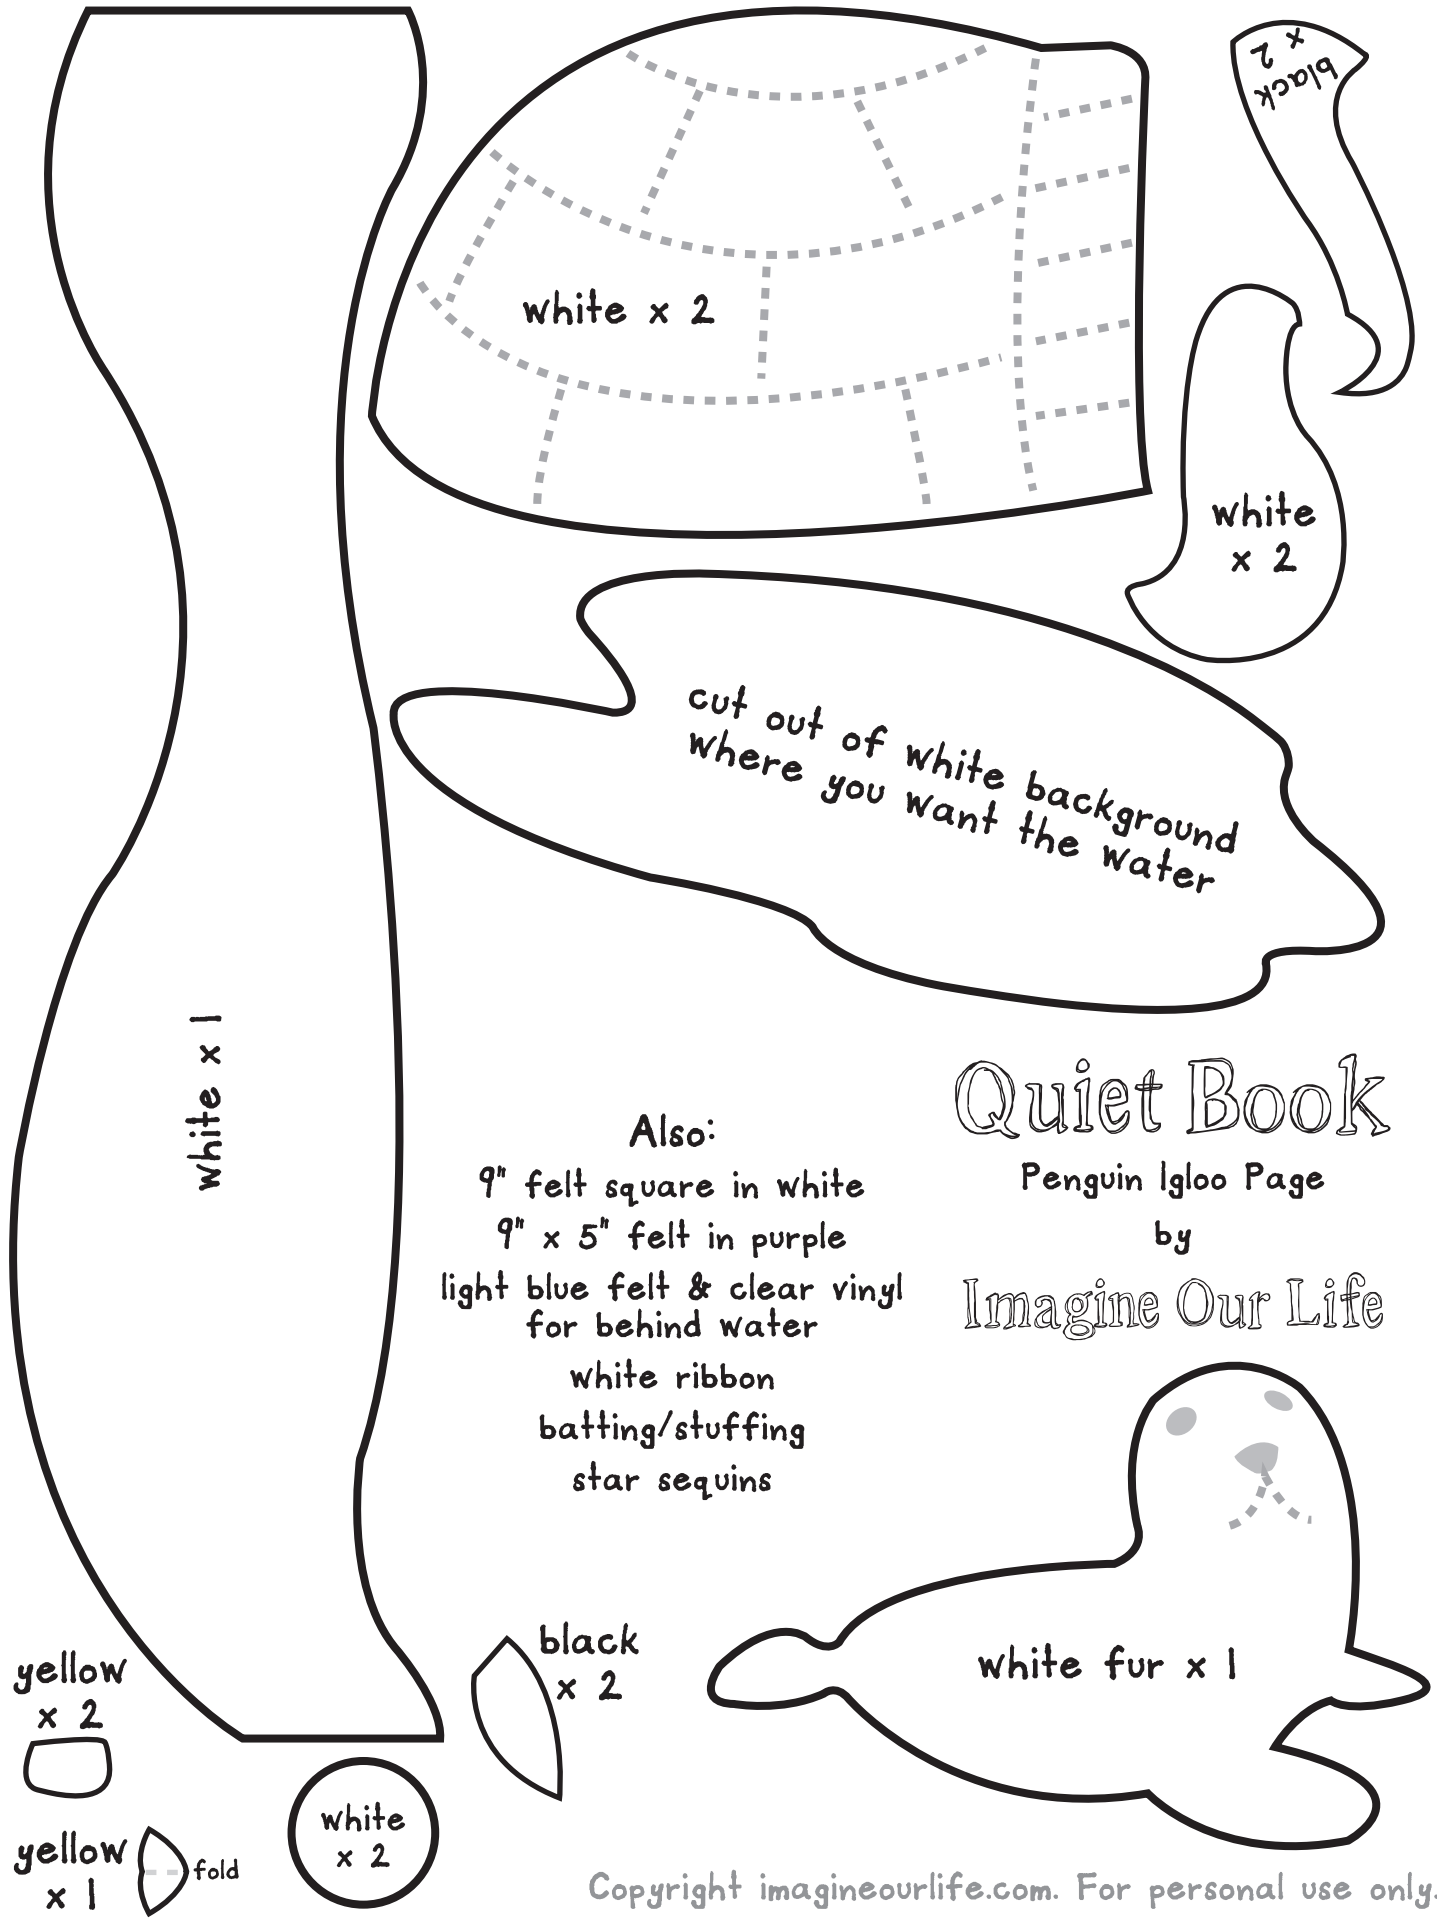 black
x 2
white x 2
white
x 2
cut out of white background
where you want the water
white x 1
Quiet Book
Penguin Igloo Page
by
Imagine Our Life
Also:
9" felt square in white
9" x 5" felt in purple
light blue felt & clear vinyl
for behind water
white ribbon
batting/stuffing
star sequins
black
x 2
white fur x 1
yellow
x 2
white
x 2
yellow
x 1
fold
Copyright imagineourlife.com. For personal use only.